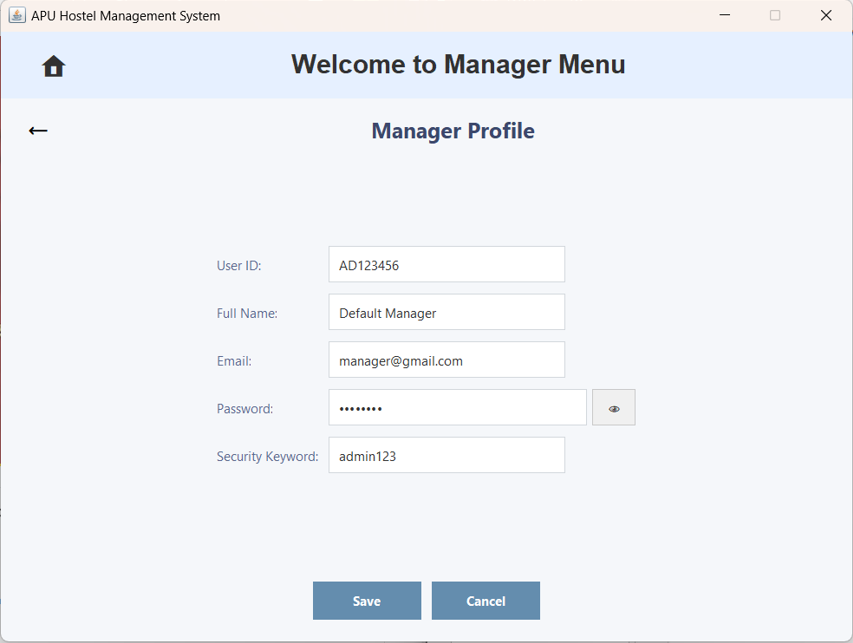 APU Hostel Management System
Welcome to Manager Menu
Manager Profile
User ID: AD123456
Full Name: Default Manager
Email: manager@gmail.com
Password: ••••••••
Security Keyword: admin123
Save Cancel